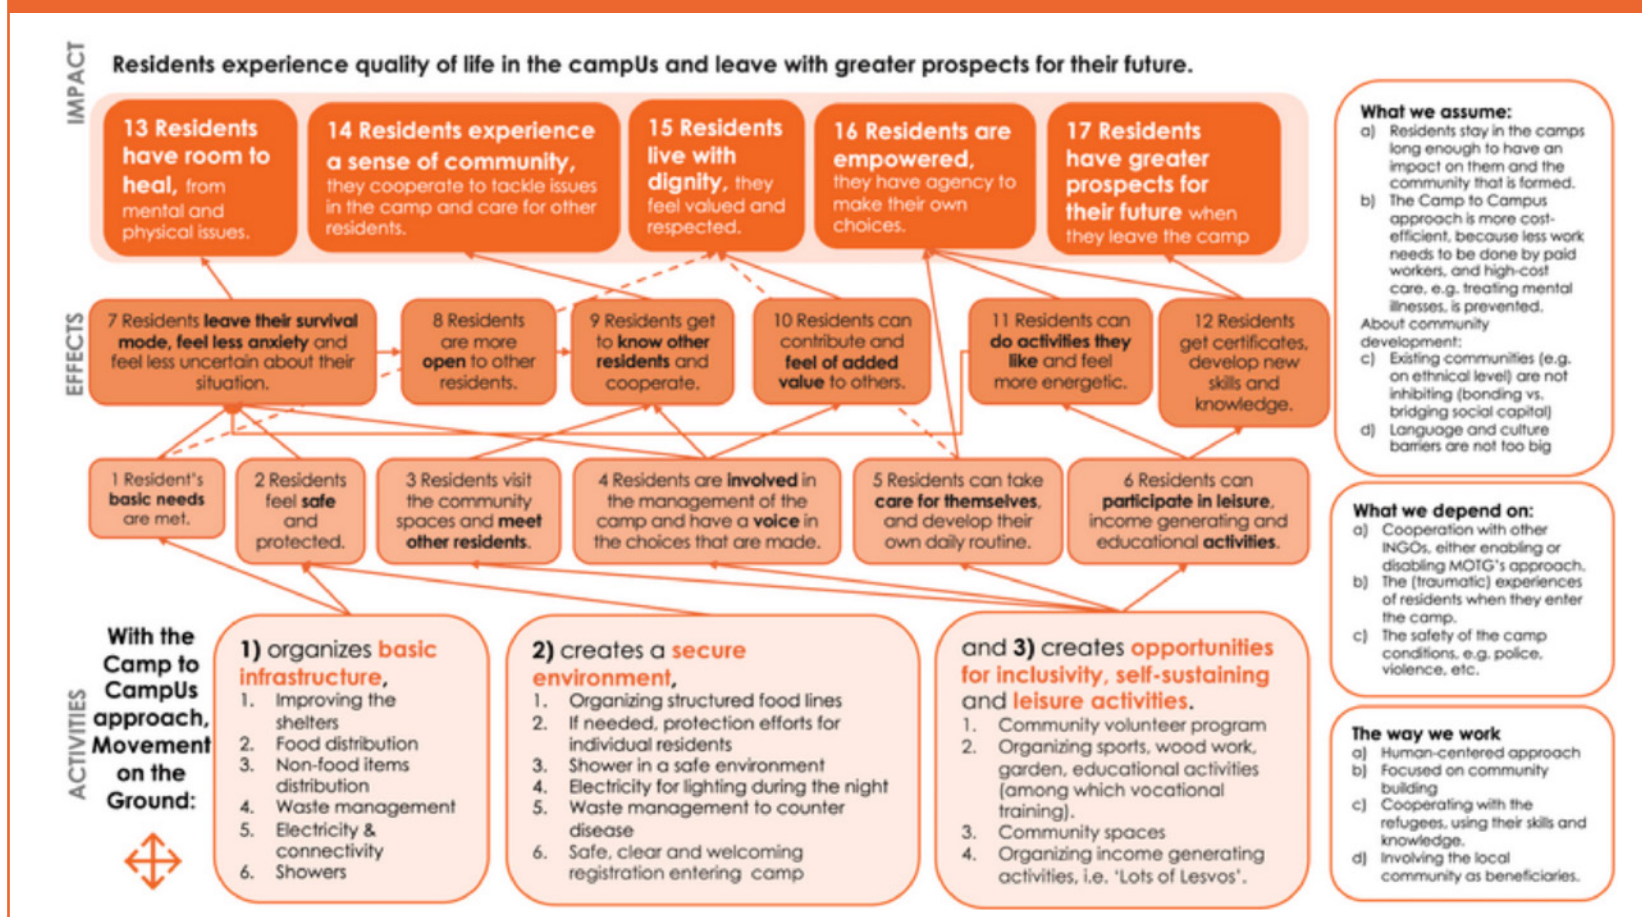 IMPACT
Residents experience quality of life in the campUs and leave with greater prospects for their future.
13 Residents
have room to
heal, from
mental and
physical issues.
14 Residents experience
a sense of community,
they cooperate to tackle issues
in the camp and care for other
residents.
15 Residents
live with
dignity, they
feel valued and
respected.
16 Residents are
empowered,
they have agency to
make their own
choices.
17 Residents
have greater
prospects for
their future when
they leave the camp
EFFECTS
7 Residents leave their survival
mode, feel less anxiety and
feel less uncertain about their
situation.
8 Residents
are more
open to other
residents.
9 Residents get
to know other
residents and
cooperate.
10 Residents can
contribute and
feel of added
value to others.
11 Residents can
do activities they
like and feel
more energetic.
12 Residents
get certificates,
develop new
skills and
knowledge.
1 Resident's
basic needs
are met.
2 Residents
feel safe
and
protected.
3 Residents visit
the community
spaces and meet
other residents.
4 Residents are involved in
the management of the
camp and have a voice in
the choices that are made.
5 Residents can take
care for themselves,
and develop their
own daily routine.
6 Residents can
participate in leisure,
income generating and
educational activities.
ACTIVITIES
With the
Camp to
CampUs
approach,
Movement
on the
Ground:
1) organizes basic
infrastructure,
1. Improving the
shelters
2. Food distribution
3. Non-food items
distribution
4. Waste management
5. Electricity &
connectivity
6. Showers
2) creates a secure
environment,
1. Organizing structured food lines
2. If needed, protection efforts for
individual residents
3. Shower in a safe environment
4. Electricity for lighting during the night
5. Waste management to counter
disease
6. Safe, clear and welcoming
registration entering camp
and 3) creates opportunities
for inclusivity, self-sustaining
and leisure activities.
1. Community volunteer program
2. Organizing sports, wood work,
garden, educational activities
(among which vocational
training).
3. Community spaces
4. Organizing income generating
activities, i.e. 'Lots of Lesvos'.
What we assume:
a) Residents stay in the camps
long enough to have an
impact on them and the
community that is formed.
b) The Camp to Campus
approach is more cost-
efficient, because less work
needs to be done by paid
workers, and high-cost
care, e.g. treating mental
illnesses, is prevented.
About community
development:
c) Existing communities (e.g.
on ethnical level) are not
inhibiting (bonding vs.
bridging social capital)
d) Language and culture
barriers are not too big
What we depend on:
a) Cooperation with other
INGOs, either enabling or
disabling MOTG's approach.
b) The (traumatic) experiences
of residents when they enter
the camp.
c) The safety of the camp
conditions, e.g. police,
violence, etc.
The way we work
a) Human-centered approach
b) Focused on community
building
c) Cooperating with the
refugees, using their skills and
knowledge.
d) Involving the local
community as beneficiaries.